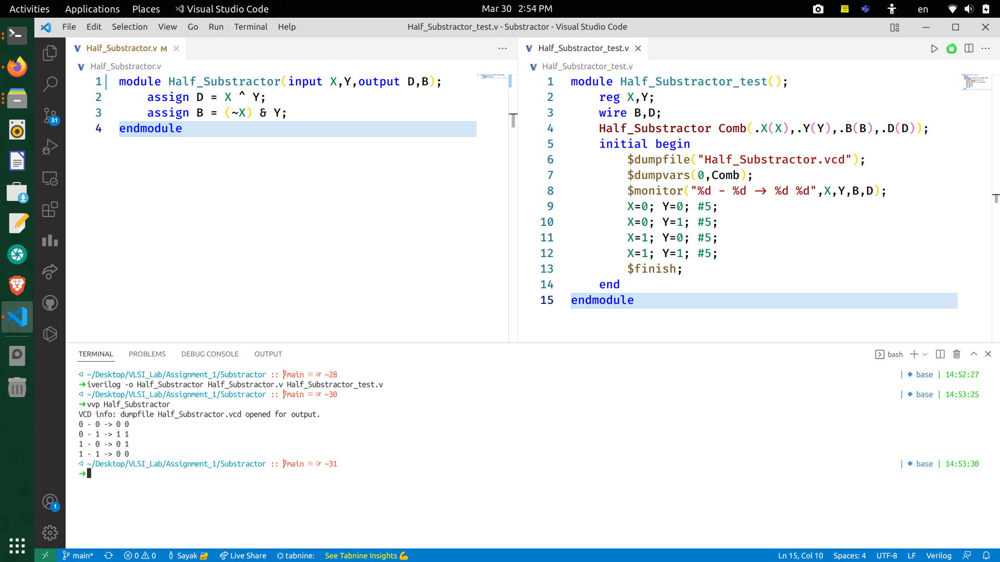 Activities Applications Places Visual Studio Code Mar 30 2:54 PM en
File Edit Selection View Go Run Terminal Help Half_Substractor_test.v - Substractor - Visual Studio Code
Half_Substractor.v M
Half_Substractor.v
1 module Half_Substractor(input X,Y,output D,B);
2 assign D = X ^ Y;
3 assign B = (~X) & Y;
4 endmodule
Half_Substractor_test.v
Half_Substractor_test.v
1 module Half_Substractor_test();
2 reg X,Y;
3 wire B,D;
4 Half_Substractor Comb(.X(X),.Y(Y),.B(B),.D(D));
5 initial begin
6 $dumpfile("Half_Substractor.vcd");
7 $dumpvars(0,Comb);
8 $monitor("%d - %d -> %d %d",X,Y,B,D);
9 X=0; Y=0; #5;
10 X=0; Y=1; #5;
11 X=1; Y=0; #5;
12 X=1; Y=1; #5;
13 $finish;
14 end
15 endmodule
31
1
TERMINAL PROBLEMS DEBUG CONSOLE OUTPUT bash
~/Desktop/VLSI_Lab/Assignment_1/Substractor :: main ≡ ~28 | base | 14:52:27
➜ iverilog -o Half_Substractor Half_Substractor.v Half_Substractor_test.v
~/Desktop/VLSI_Lab/Assignment_1/Substractor :: main ≡ ~30 | base | 14:53:25
➜ vvp Half_Substractor
VCD info: dumpfile Half_Substractor.vcd opened for output.
0 - 0 -> 0 0
0 - 1 -> 1 1
1 - 0 -> 0 1
1 - 1 -> 0 0
~/Desktop/VLSI_Lab/Assignment_1/Substractor :: main ≡ ~31 | base | 14:53:30
➜
main* 0 0 Sayak 🔐 Live Share tabnine: See Tabnine Insights 💪 Ln 15, Col 10 Spaces: 4 UTF-8 LF Verilog